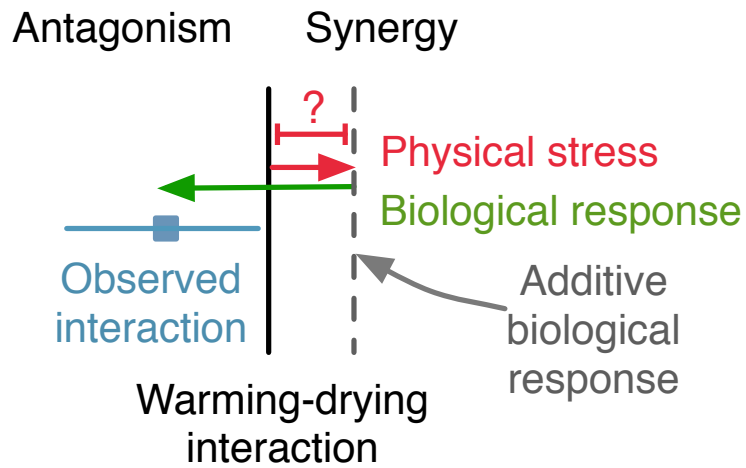 Antagonism
Synergy
?
Physical stress
Biological response
Observed
interaction
Additive
biological
response
Warming-drying
interaction